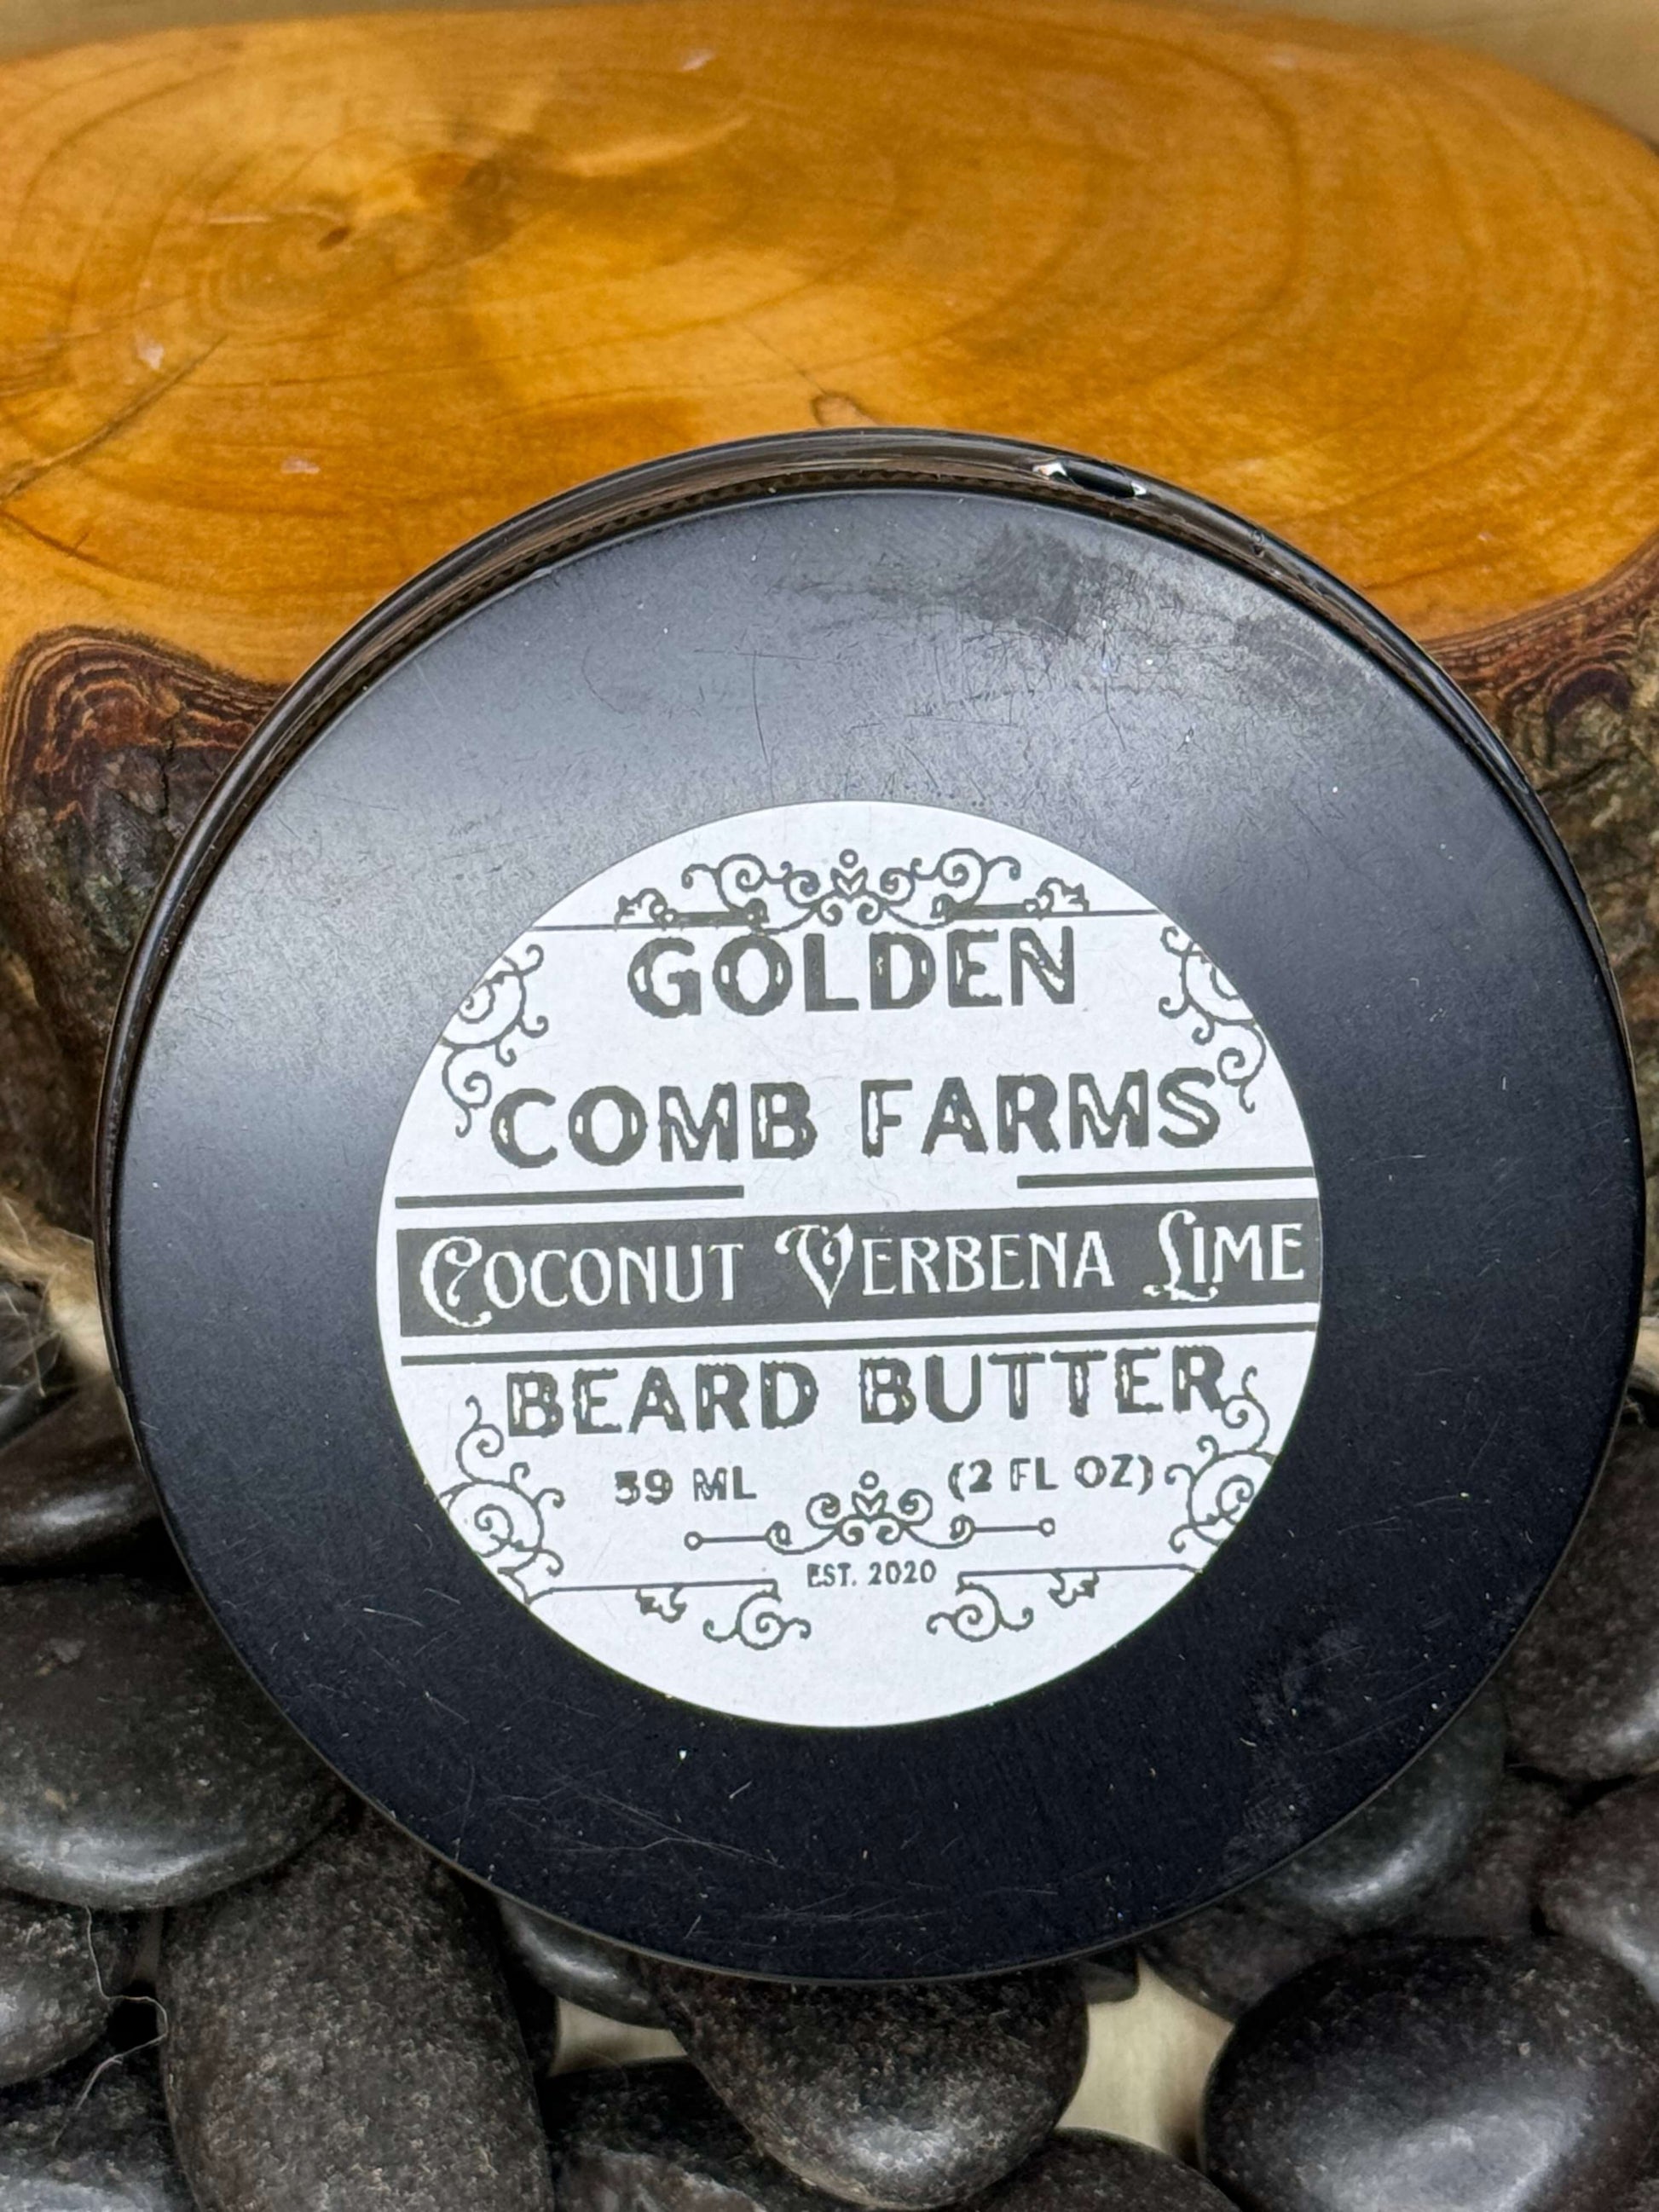 GOLDEN
COMB FARMS
COCONUT VERBENA LIME
BEARD BUTTER
59 ML (2 FL OZ)
EST. 2020